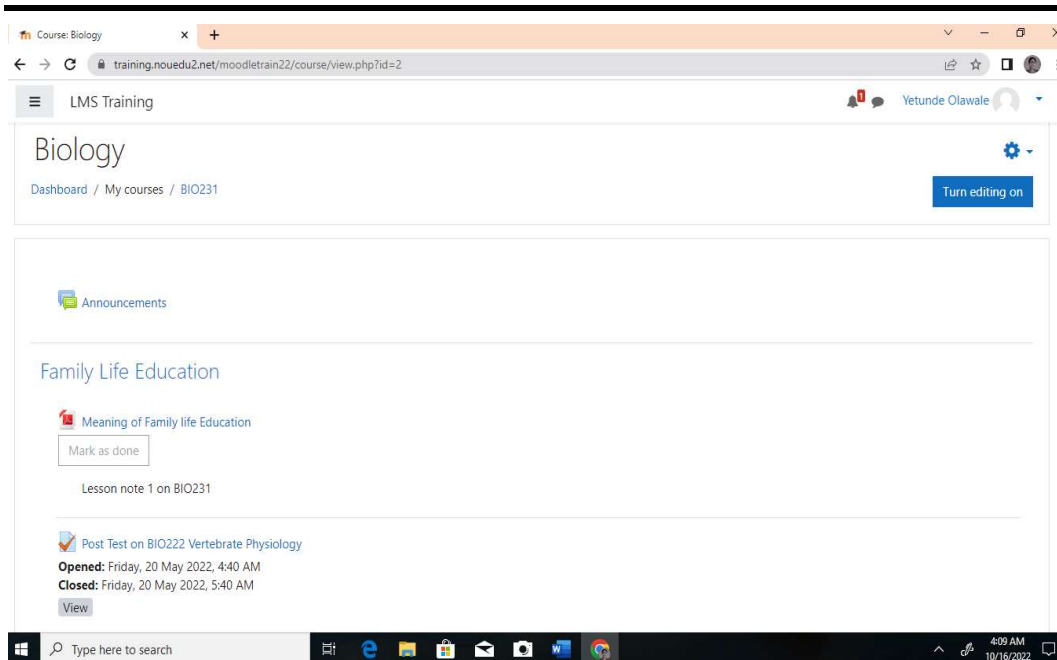 Course: Biology
training.nouedu2.net/moodletrain22/course/view.php?id=2
LMS Training
1
Yetunde Olawale
Biology
Dashboard / My courses / BIO231
Turn editing on
Announcements
Family Life Education
Meaning of Family life Education
Mark as done
Lesson note 1 on BIO231
Post Test on BIO222 Vertebrate Physiology
Opened: Friday, 20 May 2022, 4:40 AM
Closed: Friday, 20 May 2022, 5:40 AM
View
Type here to search
4:09 AM
10/16/2022